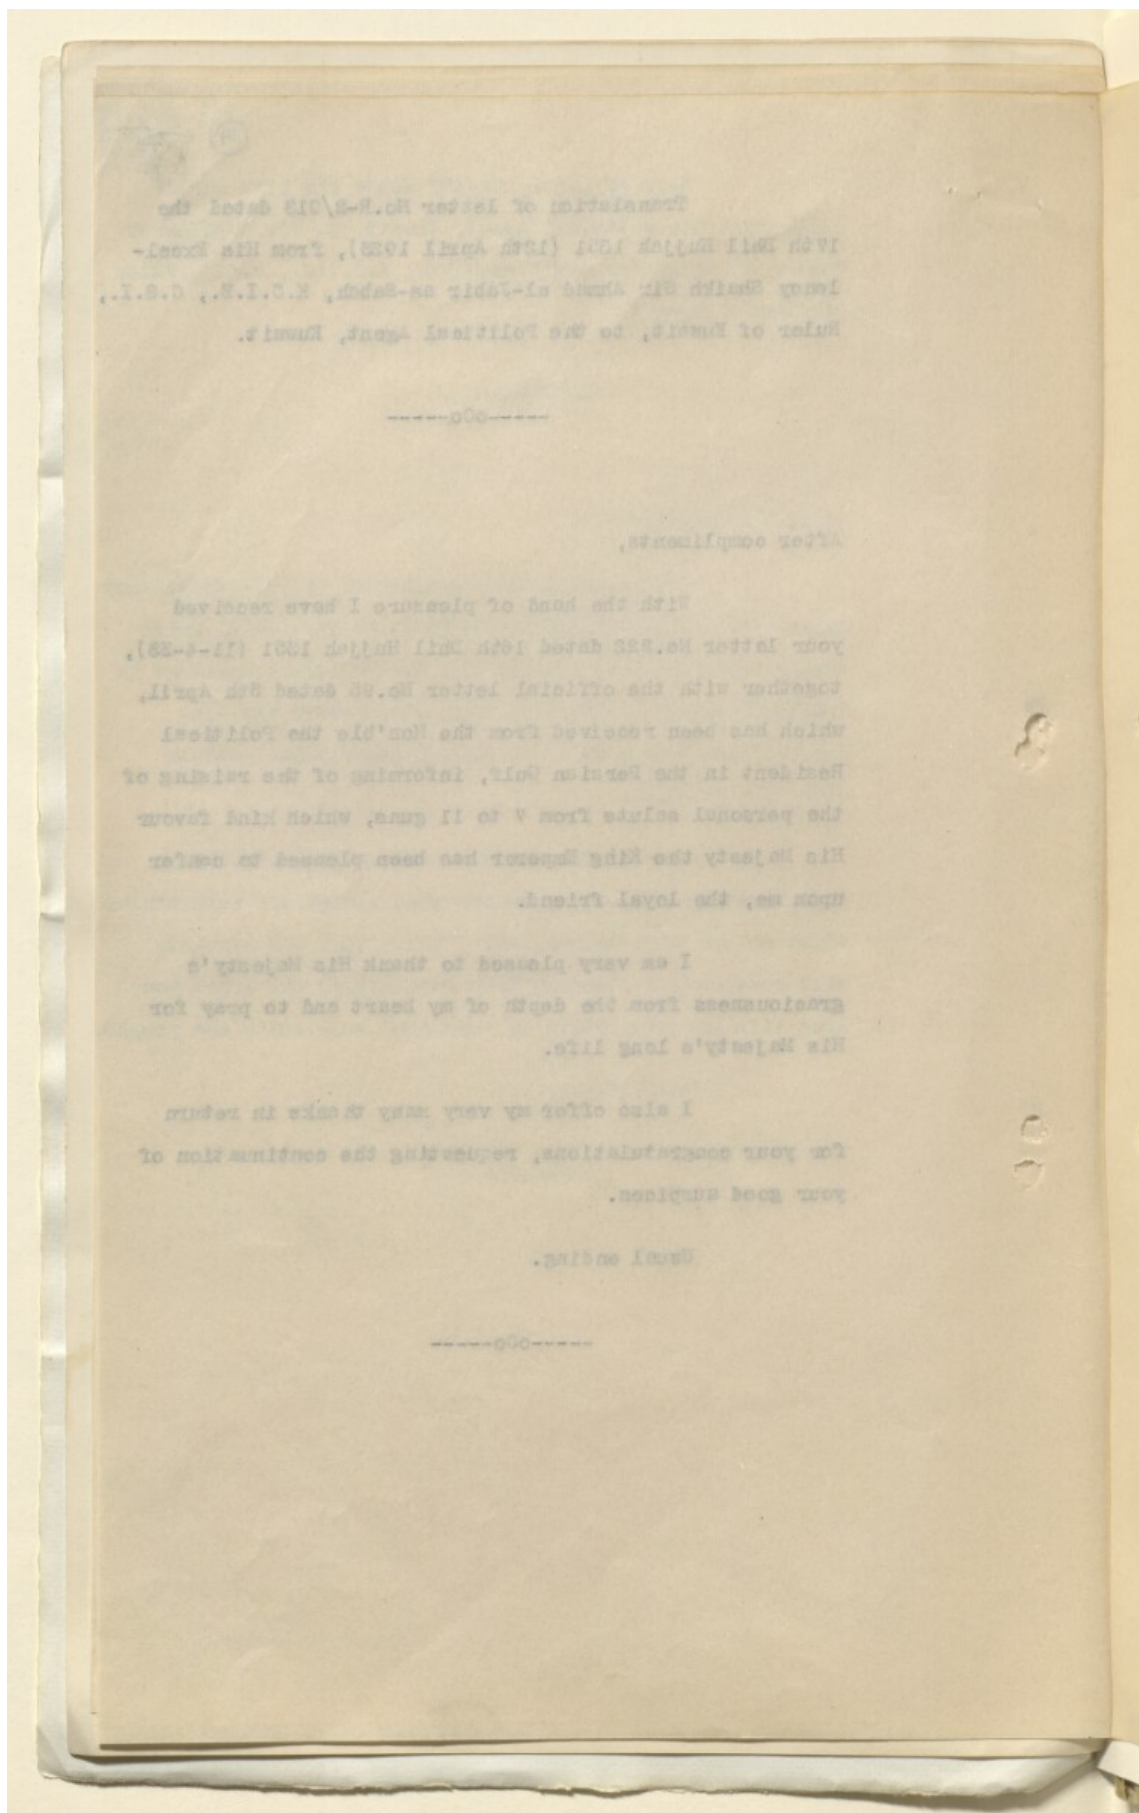 Translation of letter No.R-3/913 dated the
17th Dhil Hujjah 1351 (12th April 1933), from His Excel-
lency Shaikh Sir Ahmad al-Jabir as-Sabah, K.C.I.E., C.S.I.,
Ruler of Kuwait, to the Political Agent, Kuwait.
-----oOo-----
After compliments,
With the hand of pleasure I have received
your letter No.222 dated 16th Dhil Hujjah 1351 (11-4-33),
together with the official letter No. dated April,
which has been received from the Hon'ble the Political
Resident in the Persian Gulf, informing of the raising of
the personal salute from 7 to 11 guns, which kind favour
His Majesty the King Emperor has been pleased to confer
upon me, the loyal friend.
I am very pleased to thank His Majesty's
graciousness from the depth of my heart and to pray for
His Majesty's long life.
I also offer my very many thanks in return
for your congratulations, requesting the continuation of
your good auspices.
Usual ending.
-----oOo-----